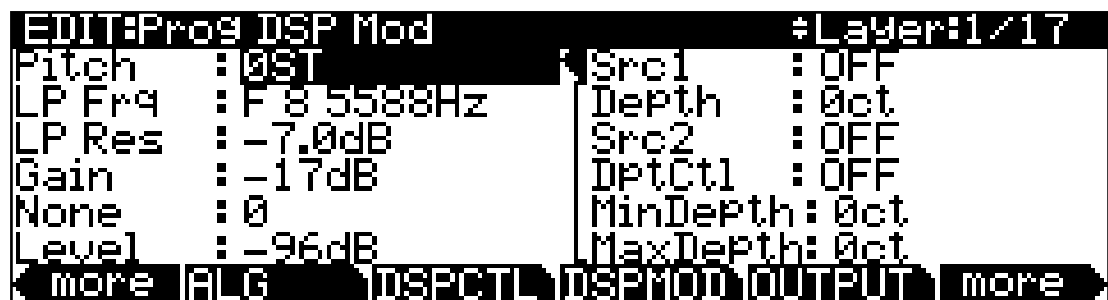 EDIT:Prog DSP Mod ÷Layer:1/17
Pitch : 0ST Src1 : OFF
LP Frq : F 8 5588Hz Depth : 0ct
LP Res : -7.0dB Src2 : OFF
Gain : -17dB DptCtl : OFF
None : 0 MinDepth: 0ct
Level : -96dB MaxDepth: 0ct
more ALG DSPCTL DSPMOD OUTPUT more